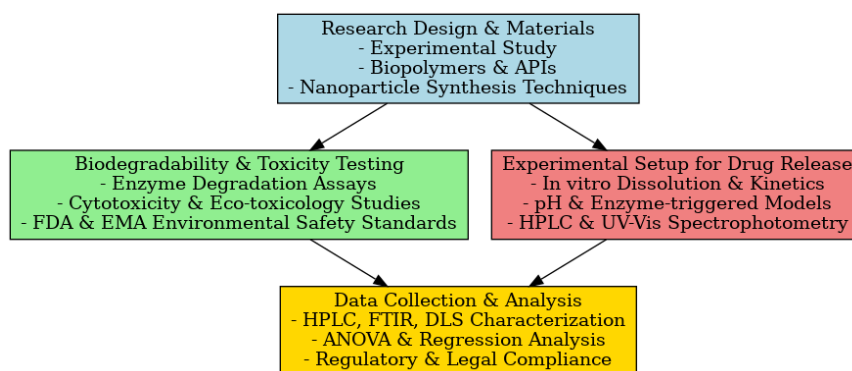 Research Design & Materials
- Experimental Study
- Biopolymers & APIs
- Nanoparticle Synthesis Techniques
Biodegradability & Toxicity Testing
- Enzyme Degradation Assays
- Cytotoxicity & Eco-toxicology Studies
- FDA & EMA Environmental Safety Standards
Experimental Setup for Drug Release
- In vitro Dissolution & Kinetics
- pH & Enzyme-triggered Models
- HPLC & UV-Vis Spectrophotometry
Data Collection & Analysis
- HPLC, FTIR, DLS Characterization
- ANOVA & Regression Analysis
- Regulatory & Legal Compliance